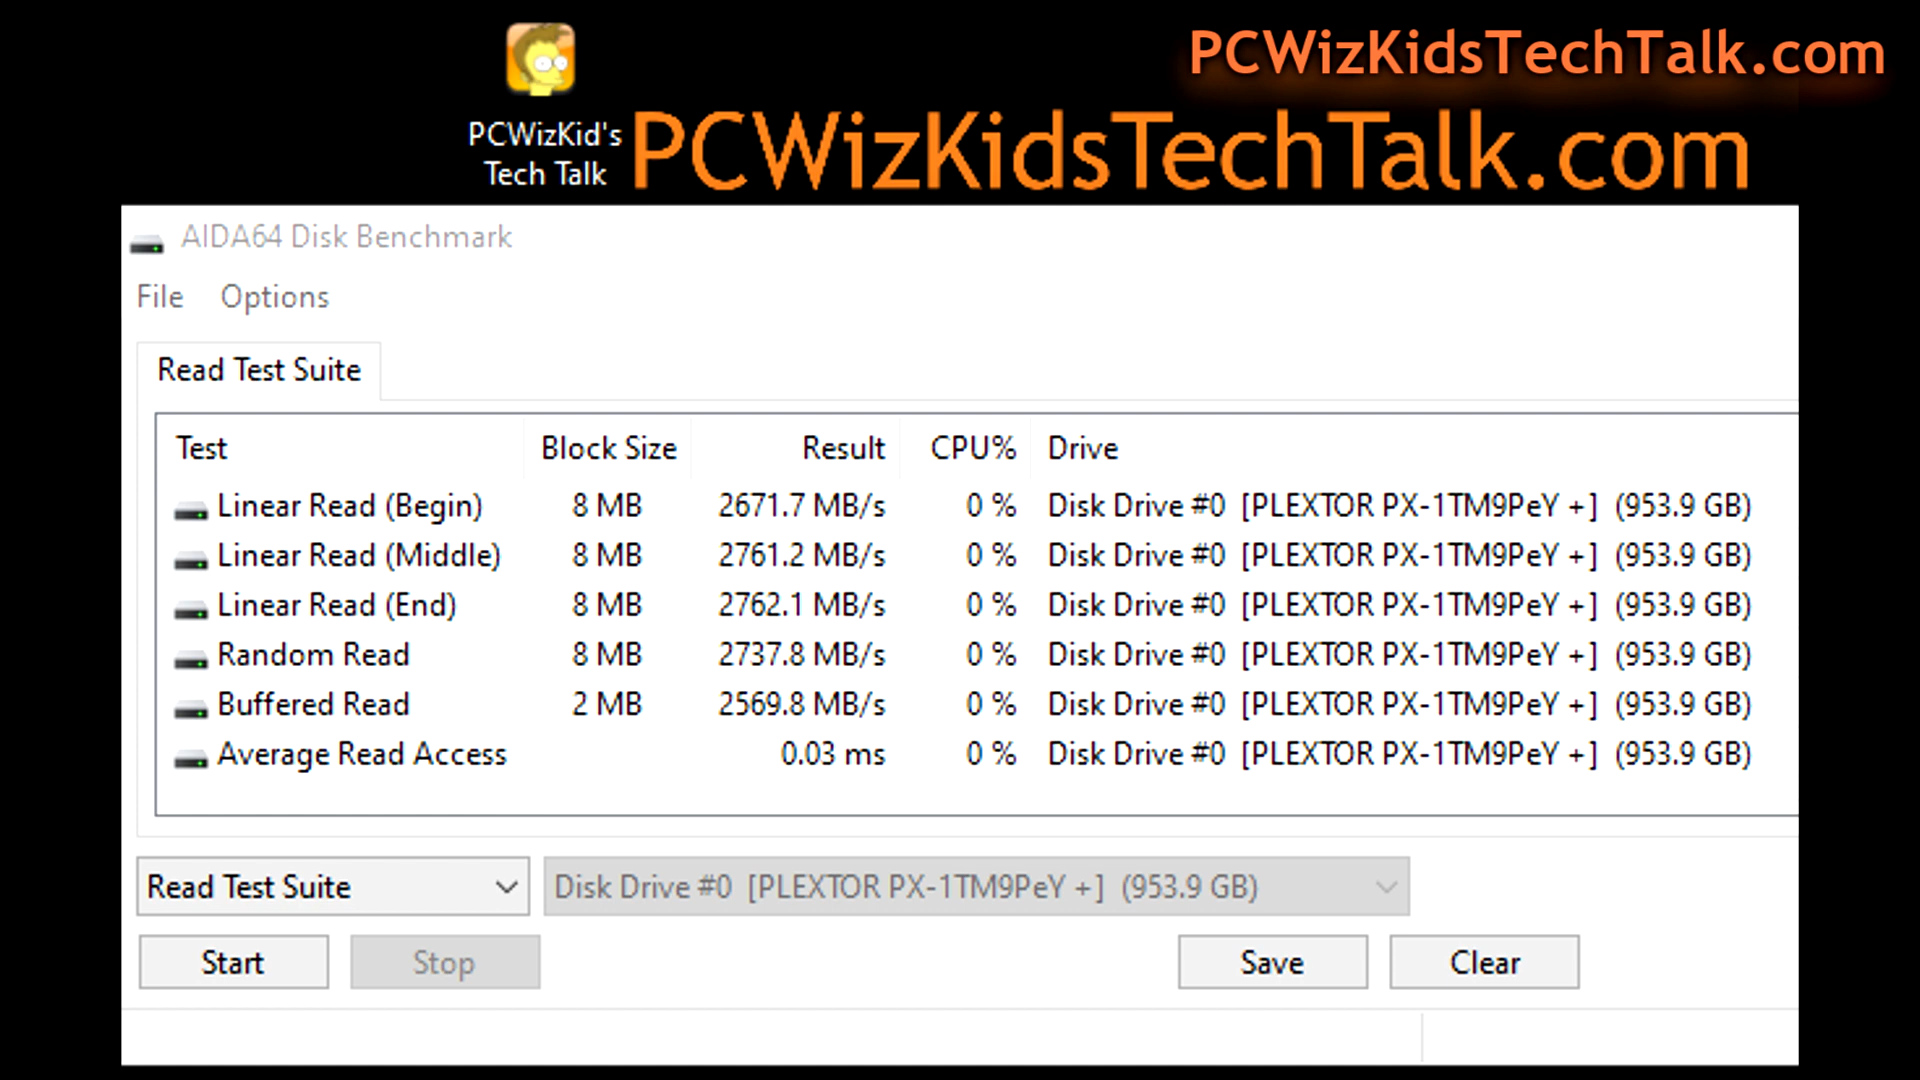 PCWizKidsTechTalk.com
PCWizKid's
Tech Talk
PCWizKidsTechTalk.com
AIDA64 Disk Benchmark
File Options
Read Test Suite
Test Block Size Result CPU% Drive
Linear Read (Begin) 8 MB 2671.7 MB/s 0 % Disk Drive #0 [PLEXTOR PX-1TM9PeY +] (953.9 GB)
Linear Read (Middle) 8 MB 2761.2 MB/s 0 % Disk Drive #0 [PLEXTOR PX-1TM9PeY +] (953.9 GB)
Linear Read (End) 8 MB 2762.1 MB/s 0 % Disk Drive #0 [PLEXTOR PX-1TM9PeY +] (953.9 GB)
Random Read 8 MB 2737.8 MB/s 0 % Disk Drive #0 [PLEXTOR PX-1TM9PeY +] (953.9 GB)
Buffered Read 2 MB 2569.8 MB/s 0 % Disk Drive #0 [PLEXTOR PX-1TM9PeY +] (953.9 GB)
Average Read Access 0.03 ms 0 % Disk Drive #0 [PLEXTOR PX-1TM9PeY +] (953.9 GB)
Read Test Suite Disk Drive #0 [PLEXTOR PX-1TM9PeY +] (953.9 GB)
Start Stop Save Clear